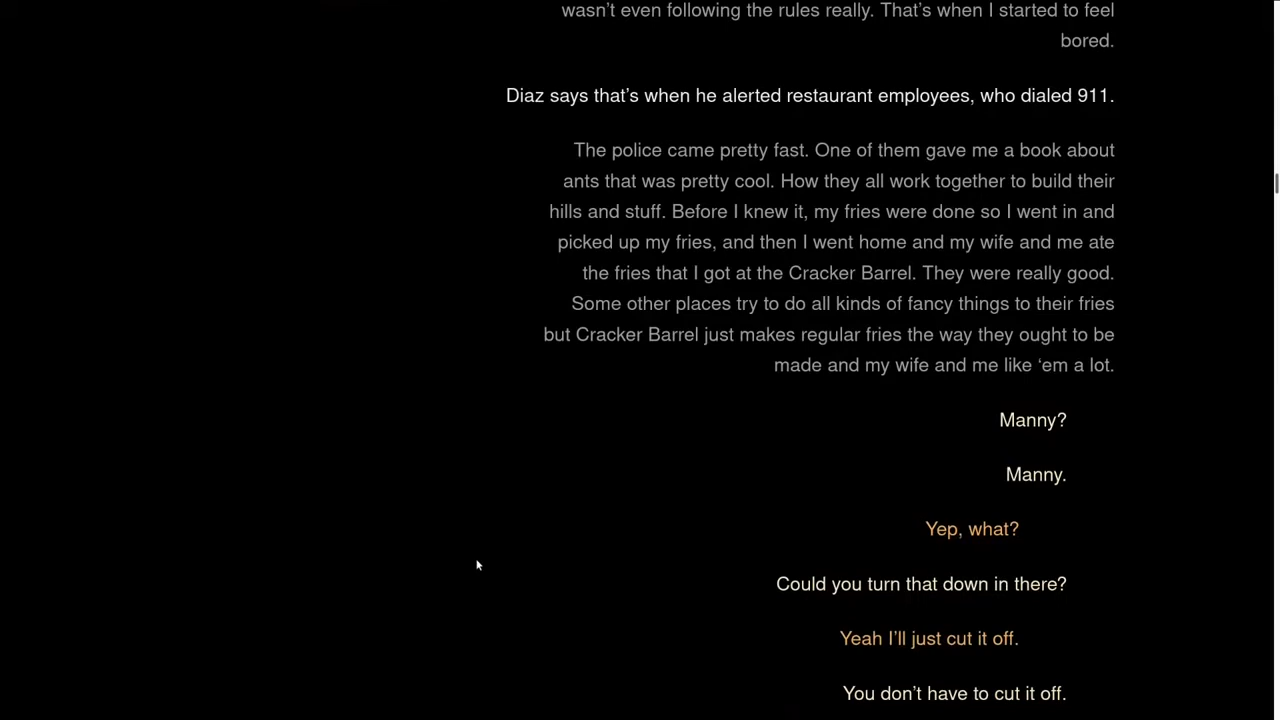 wasn’t even following the rules really. That’s when I started to feel
bored.
Diaz says that’s when he alerted restaurant employees, who dialed 911.
The police came pretty fast. One of them gave me a book about
ants that was pretty cool. How they all work together to build their
hills and stuff. Before I knew it, my fries were done so I went in and
picked up my fries, and then I went home and my wife and me ate
the fries that I got at the Cracker Barrel. They were really good.
Some other places try to do all kinds of fancy things to their fries
but Cracker Barrel just makes regular fries the way they ought to be
made and my wife and me like ‘em a lot.
Manny?
Manny.
Yep, what?
Could you turn that down in there?
Yeah I’ll just cut it off.
You don’t have to cut it off.